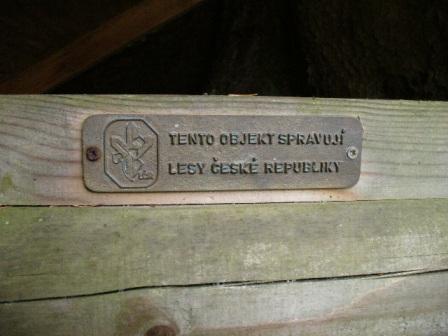 TENTO OBJEKT SPRAVUJÍ
LESY ČESKÉ REPUBLIKY